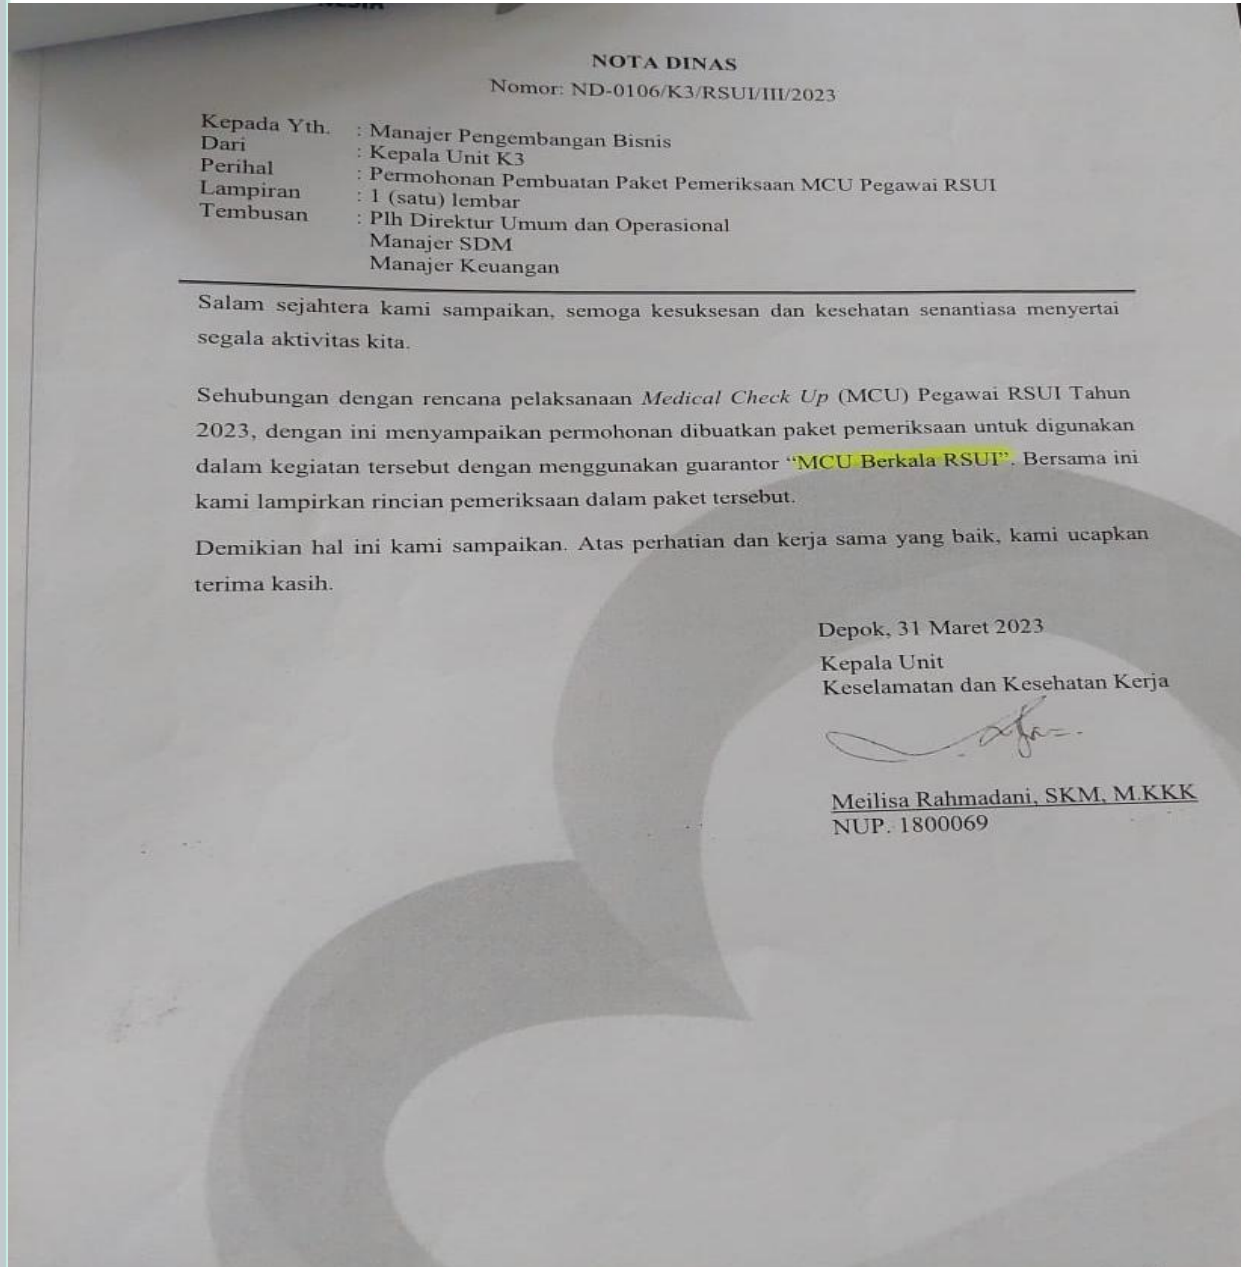 NOTA DINAS
Nomor: ND-0106/K3/RSUI/III/2023
Kepada Yth. : Manajer Pengembangan Bisnis
Dari : Kepala Unit K3
Perihal : Permohonan Pembuatan Paket Pemeriksaan MCU Pegawai RSUI
Lampiran : 1 (satu) lembar
Tembusan : Plh Direktur Umum dan Operasional
Manajer SDM
Manajer Keuangan
Salam sejahtera kami sampaikan, semoga kesuksesan dan kesehatan senantiasa menyertai
segala aktivitas kita.
Sehubungan dengan rencana pelaksanaan Medical Check Up (MCU) Pegawai RSUI Tahun
2023, dengan ini menyampaikan permohonan dibuatkan paket pemeriksaan untuk digunakan
dalam kegiatan tersebut dengan menggunakan guarantor “MCU Berkala RSUI”. Bersama ini
kami lampirkan rincian pemeriksaan dalam paket tersebut.
Demikian hal ini kami sampaikan. Atas perhatian dan kerja sama yang baik, kami ucapkan
terima kasih.
Depok, 31 Maret 2023
Kepala Unit
Keselamatan dan Kesehatan Kerja
Meilisa Rahmadani, SKM, M.KKK
NUP. 1800069